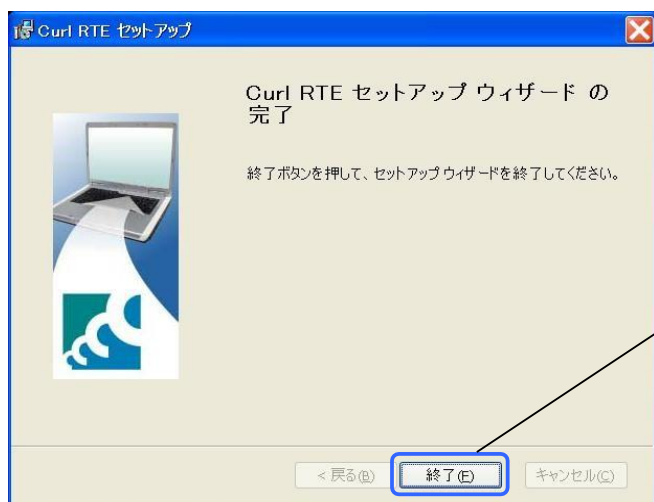 Curl RTE セットアップ
Curl RTE セットアップ ウィザード の
完了
終了ボタンを押して、セットアップウィザードを終了してください。
< 戻る(B)
終了(E)
キャンセル(C)